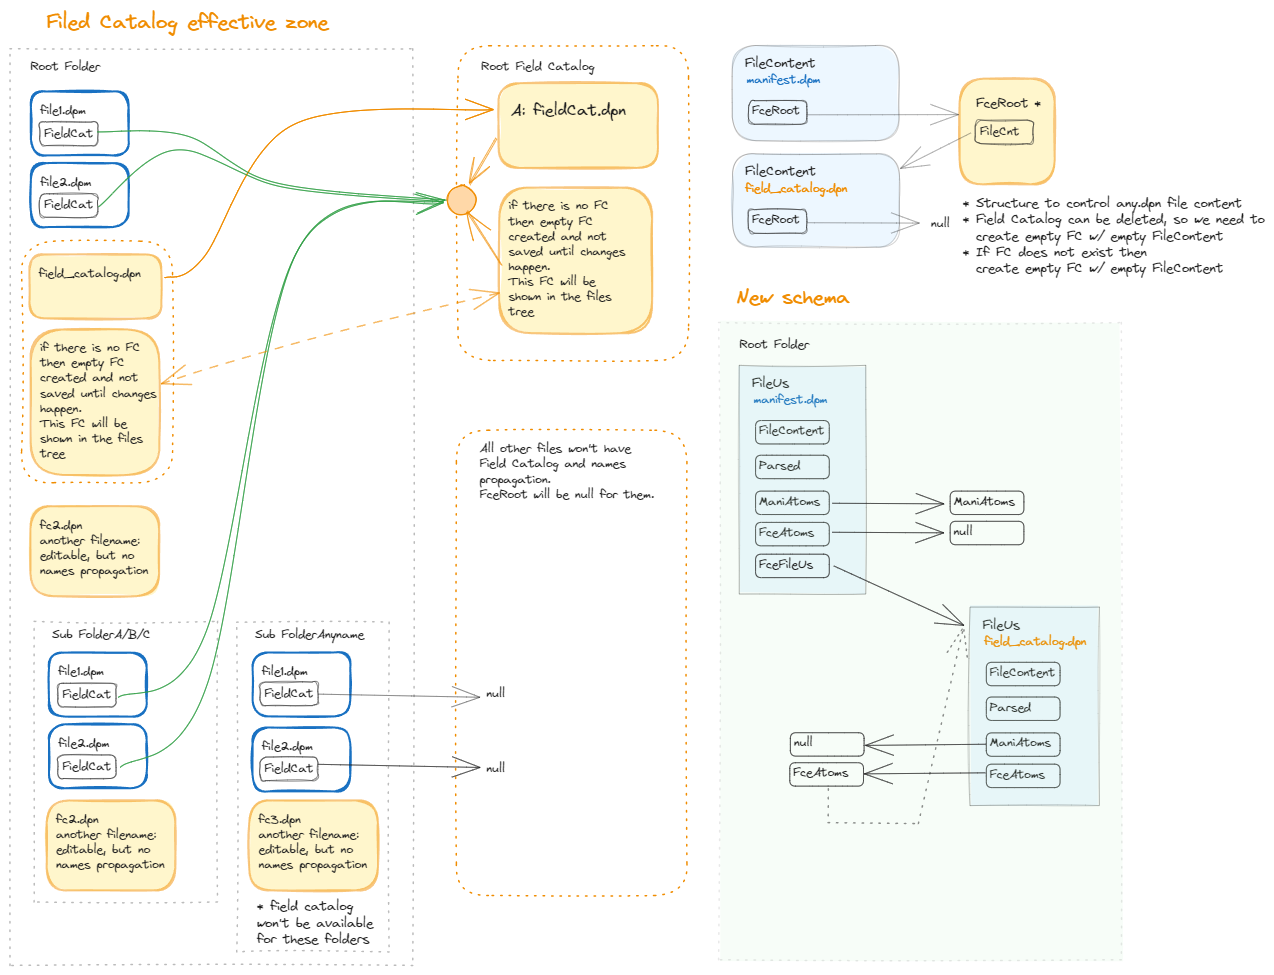 Filed Catalog effective zone
Root Folder
file1.dpm
FieldCat
file2.dpm
FieldCat
field_catalog.dpn
if there is no FC
then empty FC
created and not
saved until changes
happen.
This FC will be
shown in the files
tree
fc2.dpn
another filename:
editable, but no
names propagation
Sub FolderA/B/C
file1.dpm
FieldCat
file2.dpm
FieldCat
fc2.dpn
another filename:
editable, but no
names propagation
Sub FolderAnyname
file1.dpm
FieldCat
file2.dpm
FieldCat
fc3.dpn
another filename:
editable, but no
names propagation
* field catalog
won't be available
for these folders
Root Field Catalog
A: fieldCat.dpn
if there is no FC
then empty FC
created and not
saved until changes
happen.
This FC will be
shown in the files
tree
All other files won't have
Field Catalog and names
propagation.
FceRoot will be null for them.
null
null
FileContent
manifest.dpm
FceRoot
FceRoot *
FileCnt
FileContent
field_catalog.dpn
FceRoot
null
* Structure to control any.dpn file content
* Field Catalog can be deleted, so we need to
create empty FC w/ empty FileContent
* If FC does not exist then
create empty FC w/ empty FileContent
New schema
Root Folder
FileUs
manifest.dpm
FileContent
Parsed
ManiAtoms
FceAtoms
FceFileUs
ManiAtoms
null
FileUs
field_catalog.dpn
FileContent
Parsed
ManiAtoms
FceAtoms
null
FceAtoms